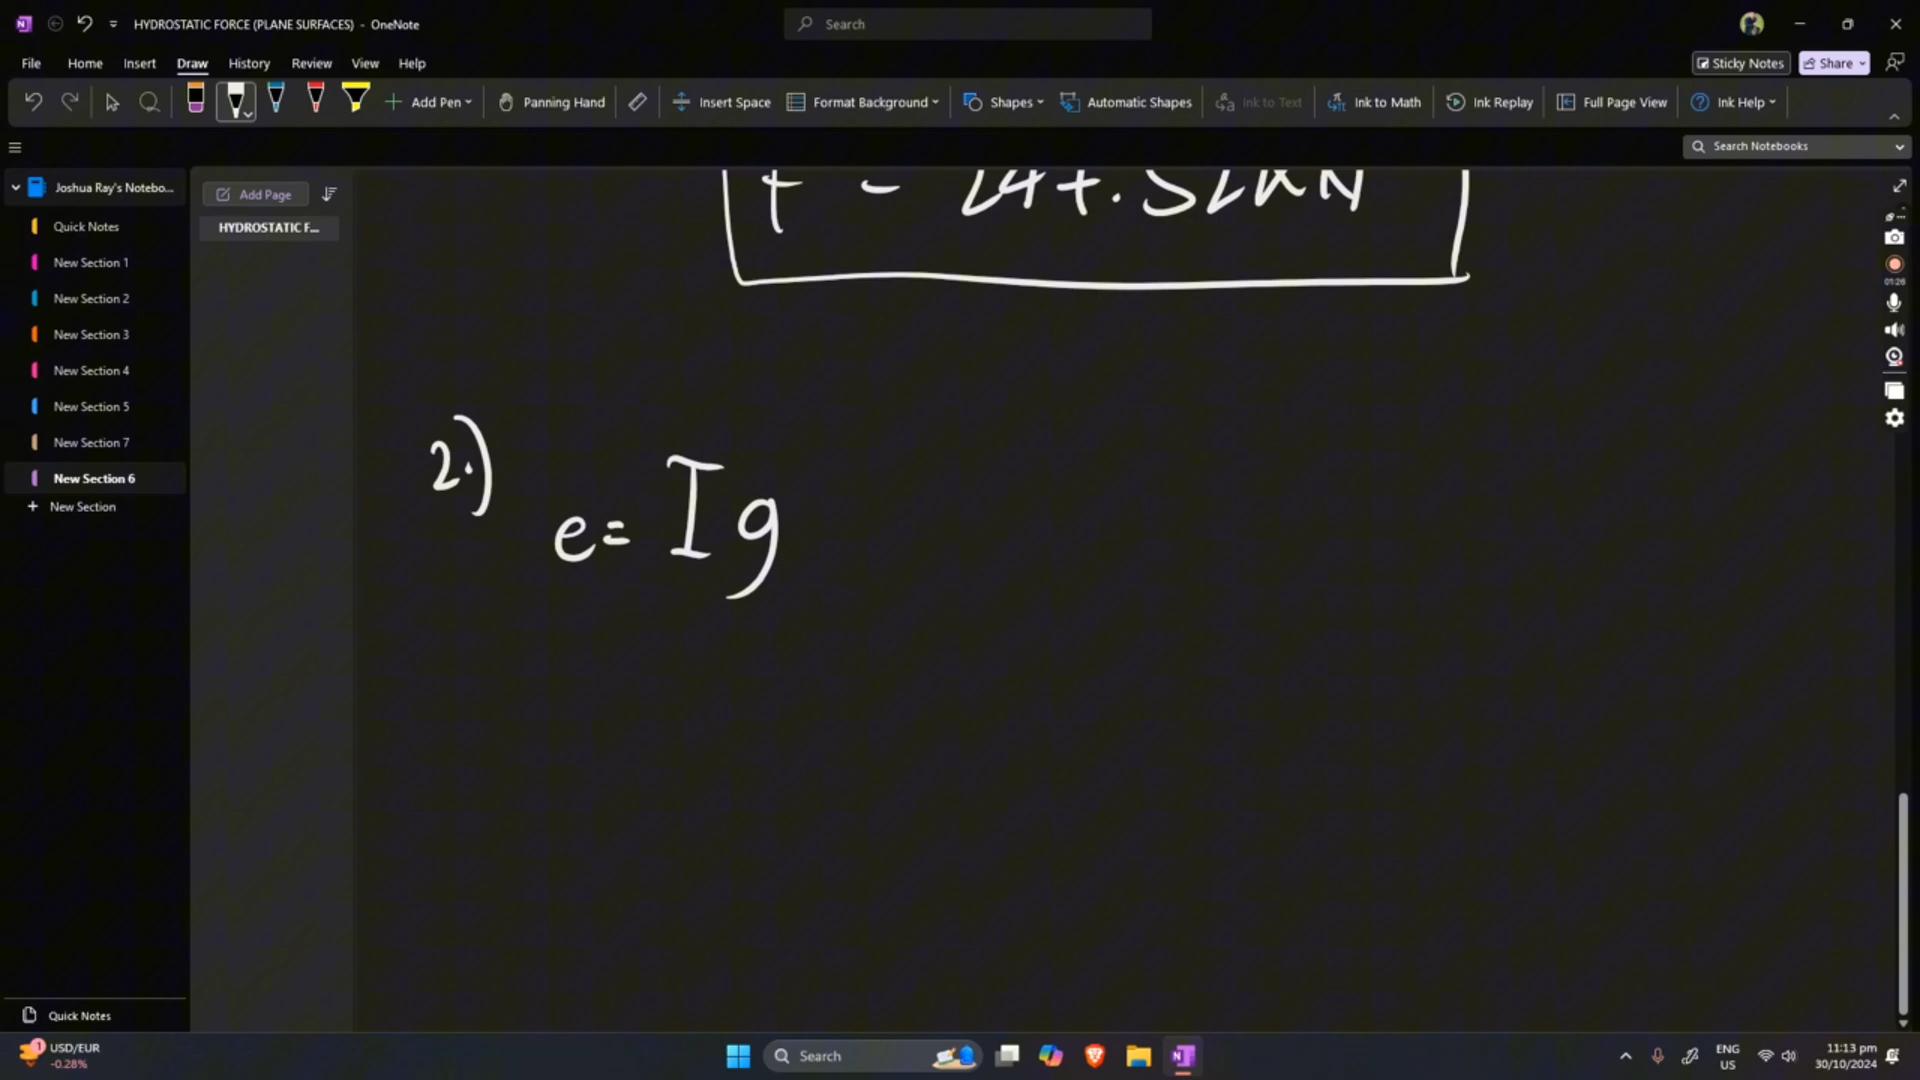 HYDROSTATIC FORCE (PLANE SURFACES) - OneNote
Search
File Home Insert Draw History Review View Help
Sticky Notes Share
Add Pen Panning Hand Insert Space Format Background Shapes Automatic Shapes Ink to Text Ink to Math Ink Replay Full Page View Ink Help
Search Notebooks
Joshua Ray's Notebo...
Add Page
Quick Notes
HYDROSTATIC F...
New Section 1
New Section 2
New Section 3
New Section 4
New Section 5
New Section 7
New Section 6
New Section
01:26
2.)
e= Ig
Quick Notes
1 USD/EUR
-0.28%
Search
ENG
US
11:13 pm
30/10/2024